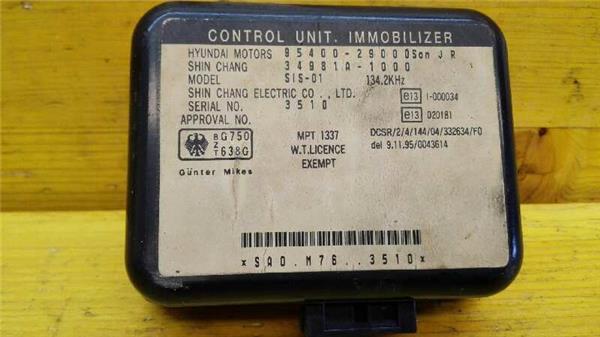 CONTROL UNIT. IMMOBILIZER
HYUNDAI MOTORS 95400-29000 Son J R
SHIN CHANG 34981A-1000
MODEL SIS-01 134.2KHz
SHIN CHANG ELECTRIC CO., LTD.
SERIAL NO. 3510
e13 I-000034
APPROVAL NO.
e13 020181
BG750
Z
T638G
Günter Mikes
MPT 1337
W.T.LICENCE
EXEMPT
DCSR/2/4/144/04/332634/F0
del 9.11.95/0043614
*SAO.M76..3510*